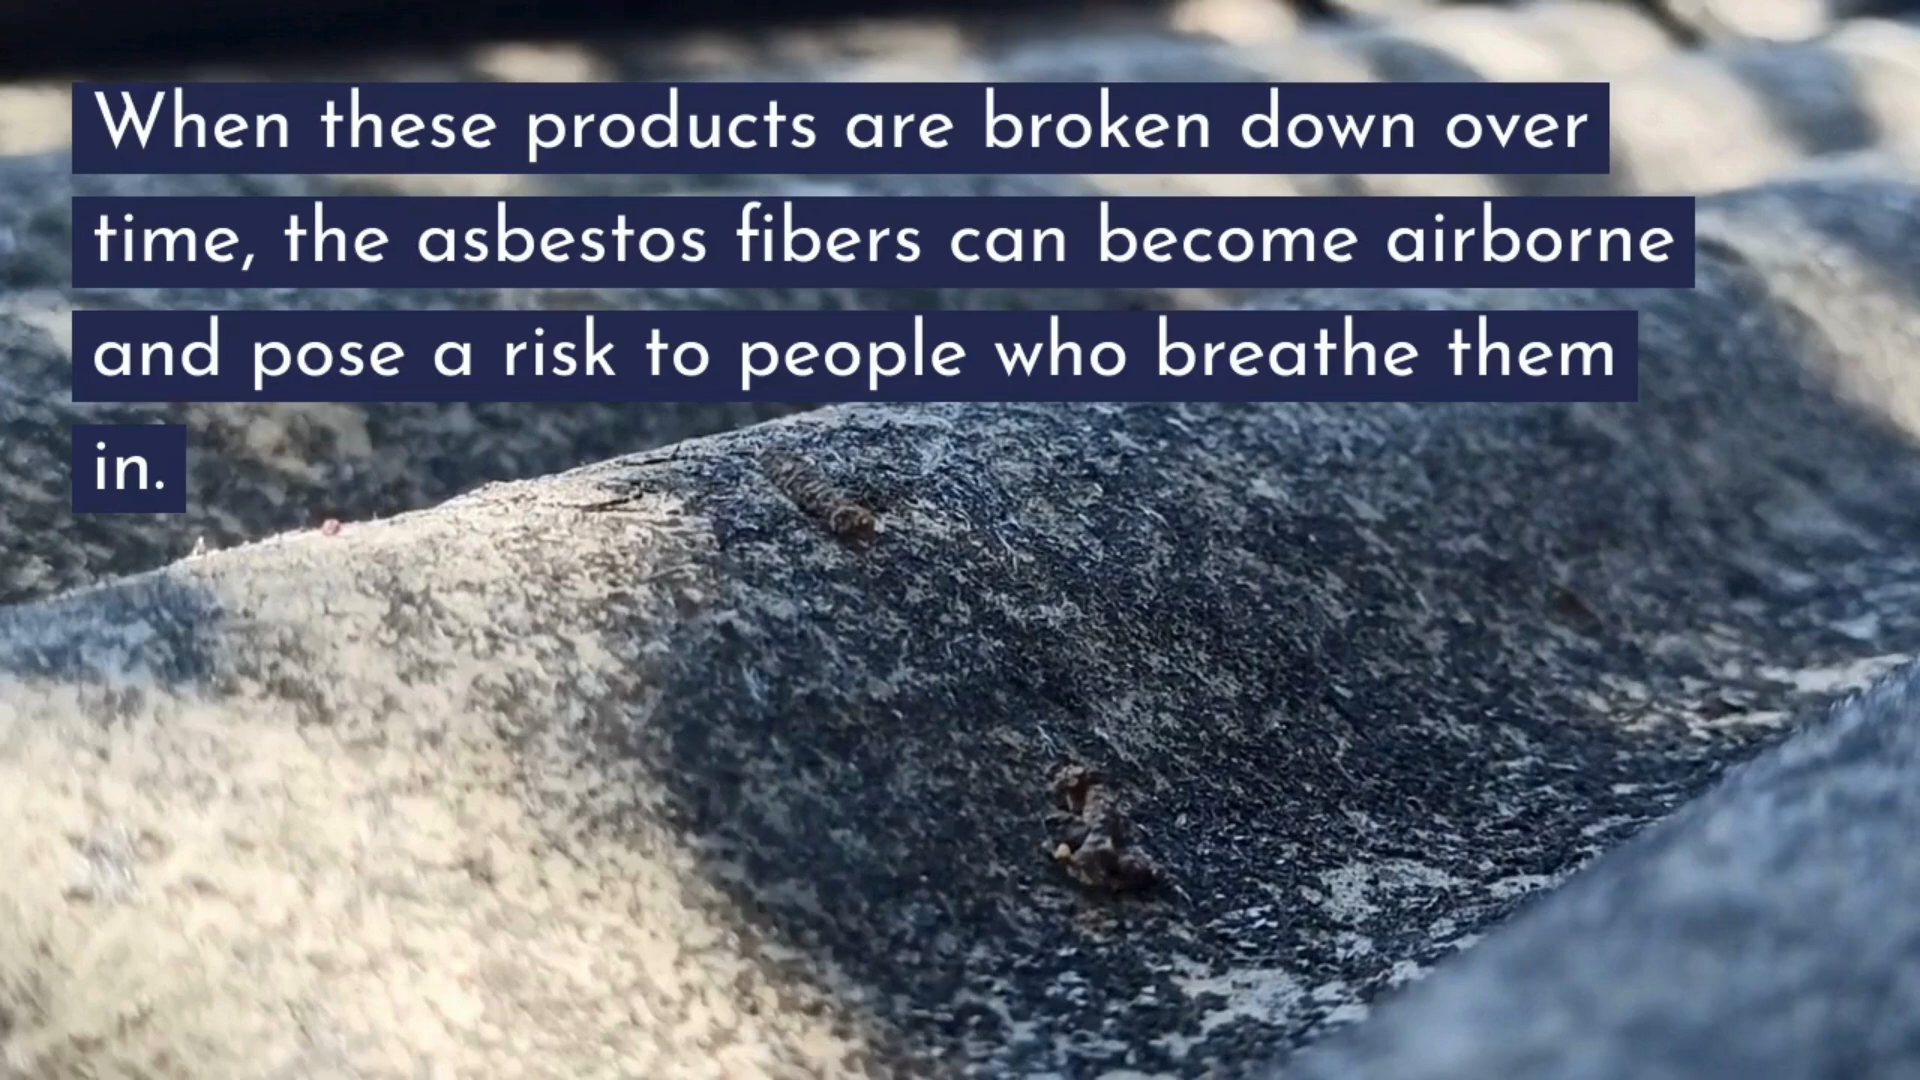 When these products are broken down over
time, the asbestos fibers can become airborne
and pose a risk to people who breathe them
in.